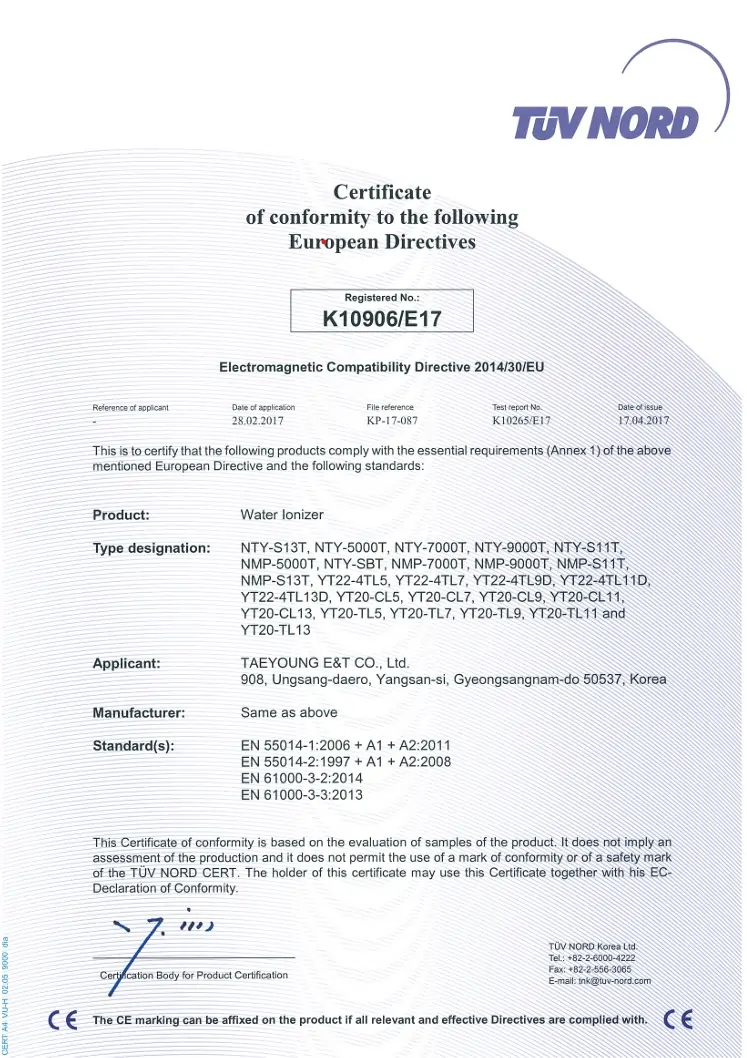 TÜV NORD
Certificate
of conformity to the following
European Directives
Registered No.:
K10906/E17
Electromagnetic Compatibility Directive 2014/30/EU
Reference of applicant Date of application File reference Test report No. Date of issue
- 28.02.2017 KP-17-087 K10265/E17 17.04.2017
This is to certify that the following products comply with the essential requirements (Annex 1) of the above
mentioned European Directive and the following standards:
Product: Water Ionizer
Type designation: NTY-S13T, NTY-5000T, NTY-7000T, NTY-9000T, NTY-S11T,
NMP-5000T, NTY-SBT, NMP-7000T, NMP-9000T, NMP-S11T,
NMP-S13T, YT22-4TL5, YT22-4TL7, YT22-4TL9D, YT22-4TL11D,
YT22-4TL13D, YT20-CL5, YT20-CL7, YT20-CL9, YT20-CL11,
YT20-CL13, YT20-TL5, YT20-TL7, YT20-TL9, YT20-TL11 and
YT20-TL13
Applicant: TAEYOUNG E&T CO., Ltd.
908, Ungsang-daero, Yangsan-si, Gyeongsangnam-do 50537, Korea
Manufacturer: Same as above
Standard(s): EN 55014-1:2006 + A1 + A2:2011
EN 55014-2:1997 + A1 + A2:2008
EN 61000-3-2:2014
EN 61000-3-3:2013
This Certificate of conformity is based on the evaluation of samples of the product. It does not imply an
assessment of the production and it does not permit the use of a mark of conformity or of a safety mark
of the TÜV NORD CERT. The holder of this certificate may use this Certificate together with his EC-
Declaration of Conformity.
Certification Body for Product Certification
TÜV NORD Korea Ltd.
Tel.: +82-2-6000-4222
Fax: +82-2-556-3065
E-mail: tnk@tuv-nord.com
CE The CE marking can be affixed on the product if all relevant and effective Directives are complied with. CE
CERT A4 VU-H 02.05 9000 dia